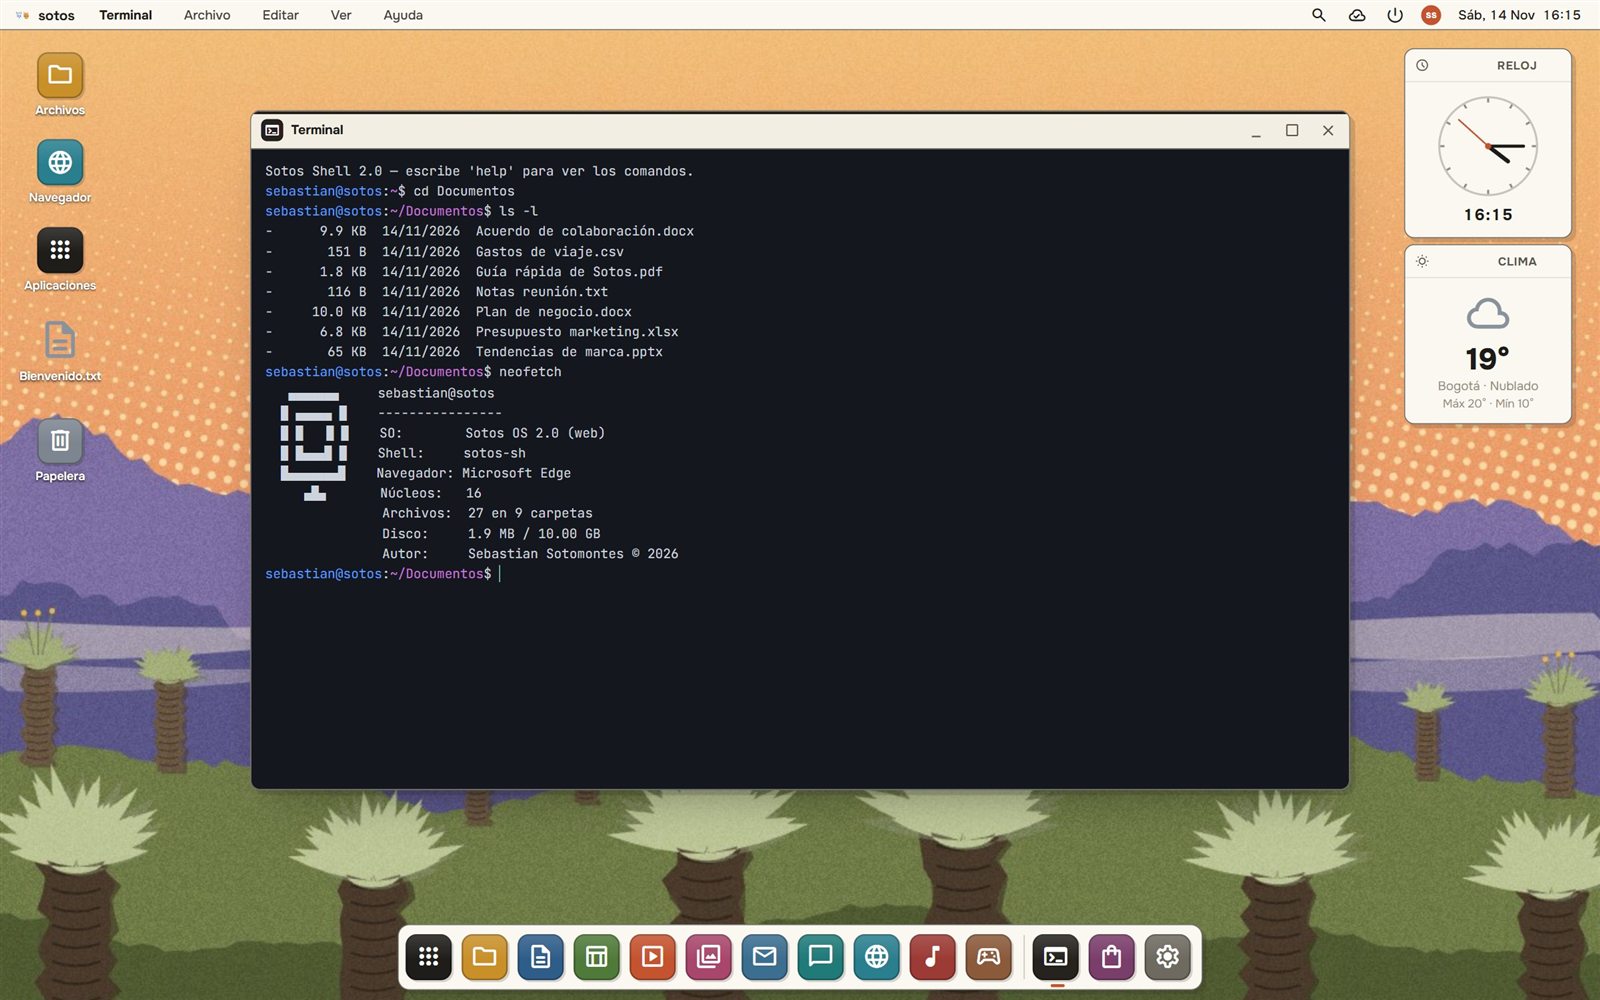 sotos Terminal Archivo Editar Ver Ayuda SS Sáb, 14 Nov 16:15
Archivos
Navegador
Aplicaciones
Bienvenido.txt
Papelera
Terminal
Sotos Shell 2.0 — escribe 'help' para ver los comandos.
sebastian@sotos:~$ cd Documentos
sebastian@sotos:~/Documentos$ ls -l
- 9.9 KB 14/11/2026 Acuerdo de colaboración.docx
- 151 B 14/11/2026 Gastos de viaje.csv
- 1.8 KB 14/11/2026 Guía rápida de Sotos.pdf
- 116 B 14/11/2026 Notas reunión.txt
- 10.0 KB 14/11/2026 Plan de negocio.docx
- 6.8 KB 14/11/2026 Presupuesto marketing.xlsx
- 65 KB 14/11/2026 Tendencias de marca.pptx
sebastian@sotos:~/Documentos$ neofetch
sebastian@sotos
----------------
SO: Sotos OS 2.0 (web)
Shell: sotos-sh
Navegador: Microsoft Edge
Núcleos: 16
Archivos: 27 en 9 carpetas
Disco: 1.9 MB / 10.00 GB
Autor: Sebastian Sotomontes © 2026
sebastian@sotos:~/Documentos$
RELOJ
16:15
CLIMA
19°
Bogotá · Nublado
Máx 20° · Mín 10°